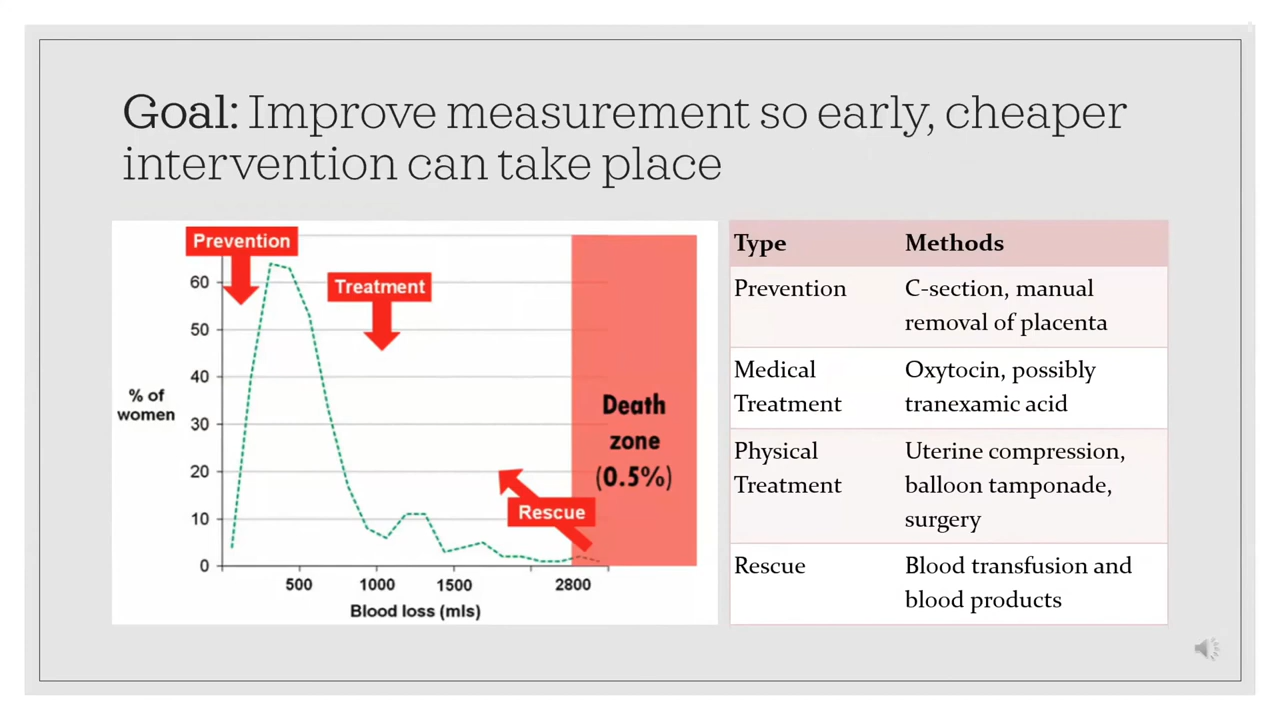 Goal: Improve measurement so early, cheaper
intervention can take place
Prevention
Treatment
60
50
40
30
20
10
0
% of
women
Death
zone
(0.5%)
Rescue
500 1000 1500 2800
Blood loss (mls)
Type Methods
Prevention C-section, manual
removal of placenta
Medical Oxytocin, possibly
Treatment tranexamic acid
Physical Uterine compression,
Treatment balloon tamponade,
surgery
Rescue Blood transfusion and
blood products